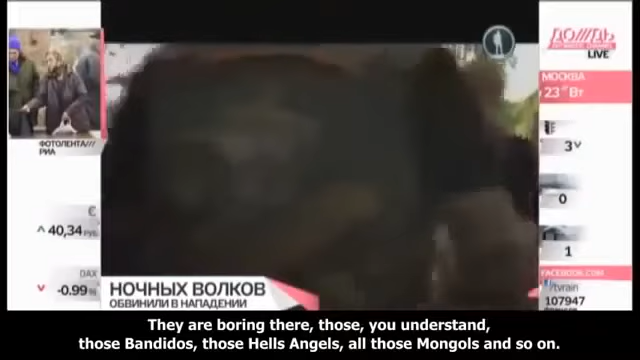 ДОЖДЬ
LIVE
МОСКВА
23° Вт
ФОТОЛЕНТА///
РИА
3
€
40,34 РУБ.
0
DAX
-0.99%
1
FACEBOOK.COM
/tvrain
107947
НОЧНЫХ ВОЛКОВ
ОБВИНИЛИ В НАПАДЕНИИ
They are boring there, those, you understand,
those Bandidos, those Hells Angels, all those Mongols and so on.